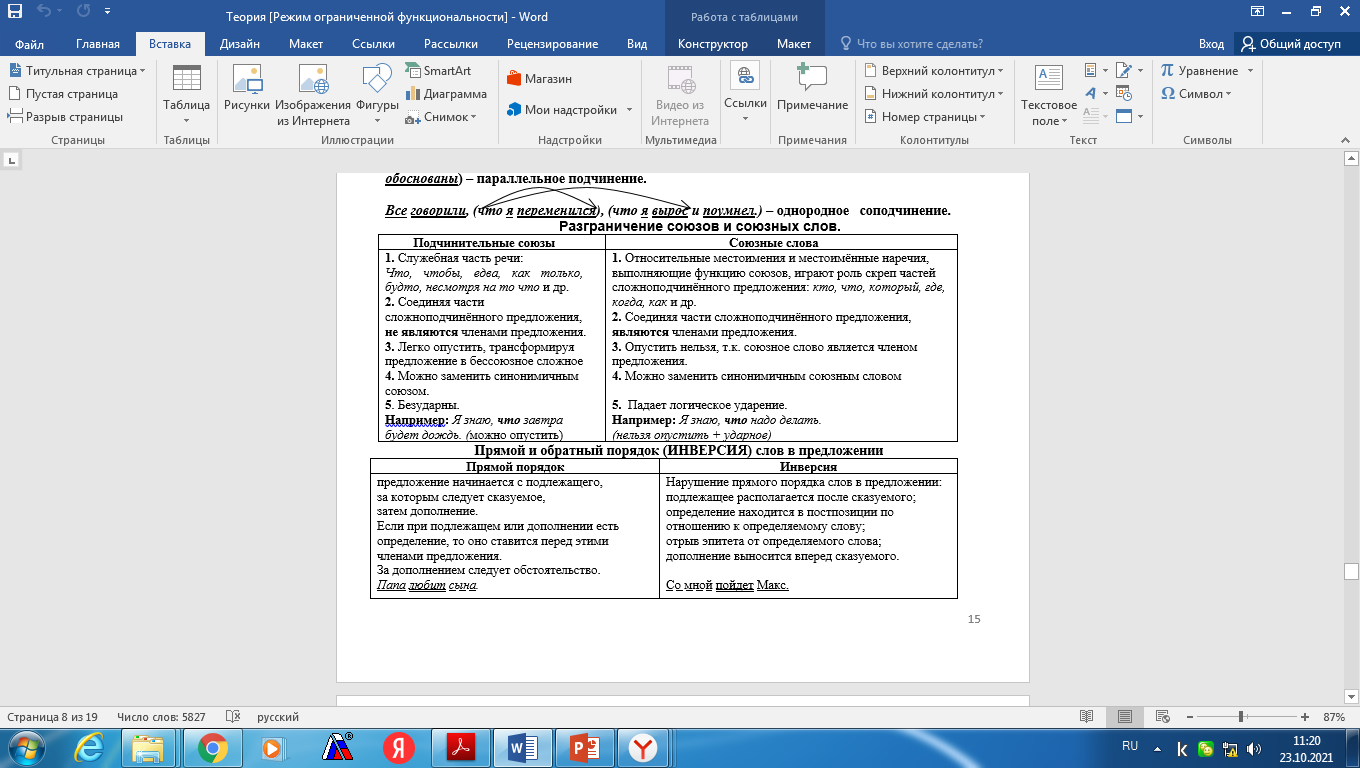 Теория [Режим ограниченной функциональности] - Word
Работа с таблицами
Файл Главная Вставка Дизайн Макет Ссылки Рассылки Рецензирование Вид Конструктор Макет Что вы хотите сделать? Вход Общий доступ
Титульная страница
Пустая страница
Разрыв страницы
Страницы
Таблица
Таблицы
Рисунки
Изображения из Интернета
Фигуры
SmartArt
Диаграмма
Снимок
Иллюстрации
Магазин
Мои надстройки
Надстройки
Видео из Интернета
Мультимедиа
Ссылки
Примечание
Примечания
Верхний колонтитул
Нижний колонтитул
Номер страницы
Колонтитулы
Текстовое поле
Текст
Уравнение
Символ
Символы
обоснованы) – параллельное подчинение.
Все говорили, (что я переменился), (что я вырос и поумнел.) – однородное соподчинение.
Разграничение союзов и союзных слов.
Подчинительные союзы
1. Служебная часть речи:
Что, чтобы, едва, как только,
будто, несмотря на то что и др.
2. Соединяя части
сложноподчинённого предложения,
не являются членами предложения.
3. Легко опустить, трансформируя
предложение в бессоюзное сложное
4. Можно заменить синонимичным
союзом.
5. Безударны.
Например: Я знаю, что завтра
будет дождь. (можно опустить)
Союзные слова
1. Относительные местоимения и местоимённые наречия,
выполняющие функцию союзов, играют роль скреп частей
сложноподчинённого предложения: кто, что, который, где,
когда, как и др.
2. Соединяя части сложноподчинённого предложения,
являются членами предложения.
3. Опустить нельзя, т.к. союзное слово является членом
предложения.
4. Можно заменить синонимичным союзным словом
5. Падает логическое ударение.
Например: Я знаю, что надо делать.
(нельзя опустить + ударное)
Прямой и обратный порядок (ИНВЕРСИЯ) слов в предложении
Прямой порядок
предложение начинается с подлежащего,
за которым следует сказуемое,
затем дополнение.
Если при подлежащем или дополнении есть
определение, то оно ставится перед этими
членами предложения.
За дополнением следует обстоятельство.
Папа любит сына.
Инверсия
Нарушение прямого порядка слов в предложении:
подлежащее располагается после сказуемого;
определение находится в постпозиции по
отношению к определяемому слову;
отрыв эпитета от определяемого слова;
дополнение выносится вперед сказуемого.
Со мной пойдет Макс.
15
Страница 8 из 19 Число слов: 5827 русский 87%
RU
11:20
23.10.2021